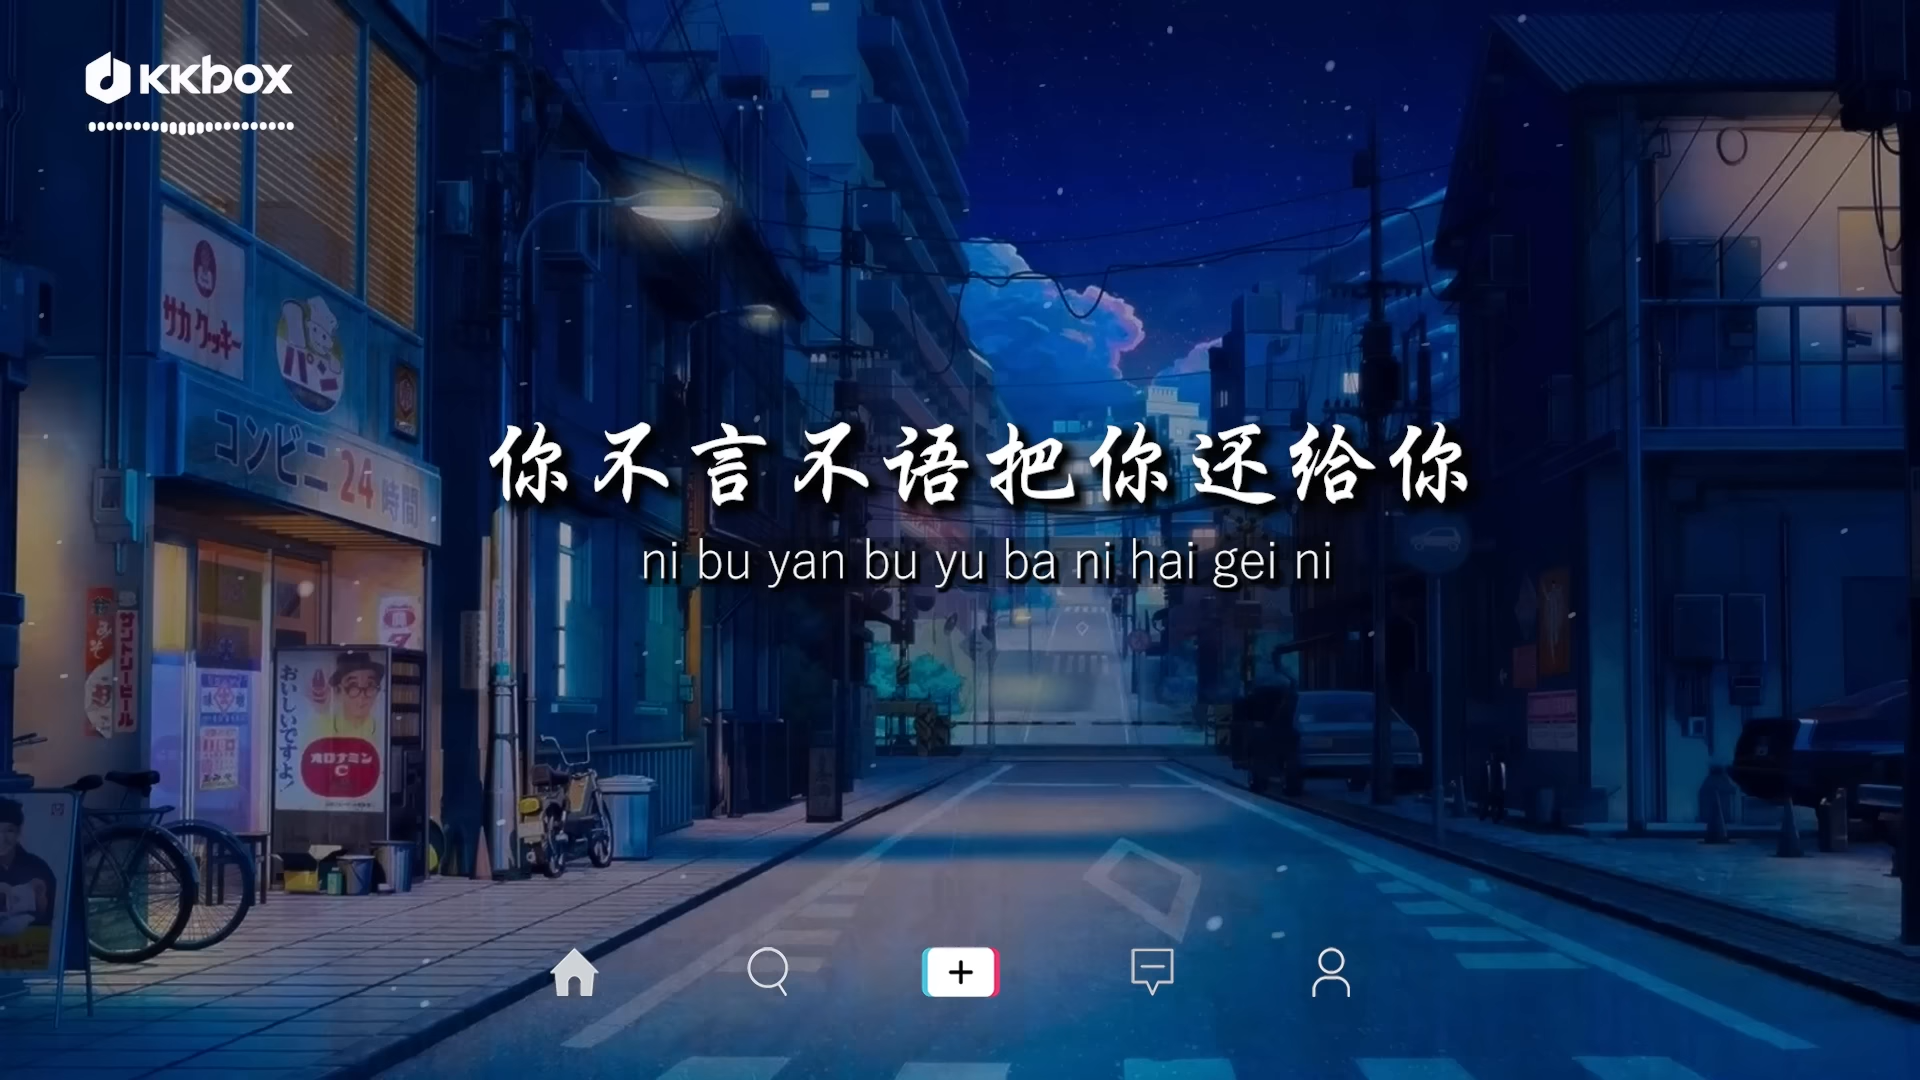 KKBOX
サカクッキー
パン
コンビニ24時間
你不言不语把你还给你
ni bu yan bu yu ba ni hai gei ni
サントリービール
おいしいですよ!
オロナミン
C